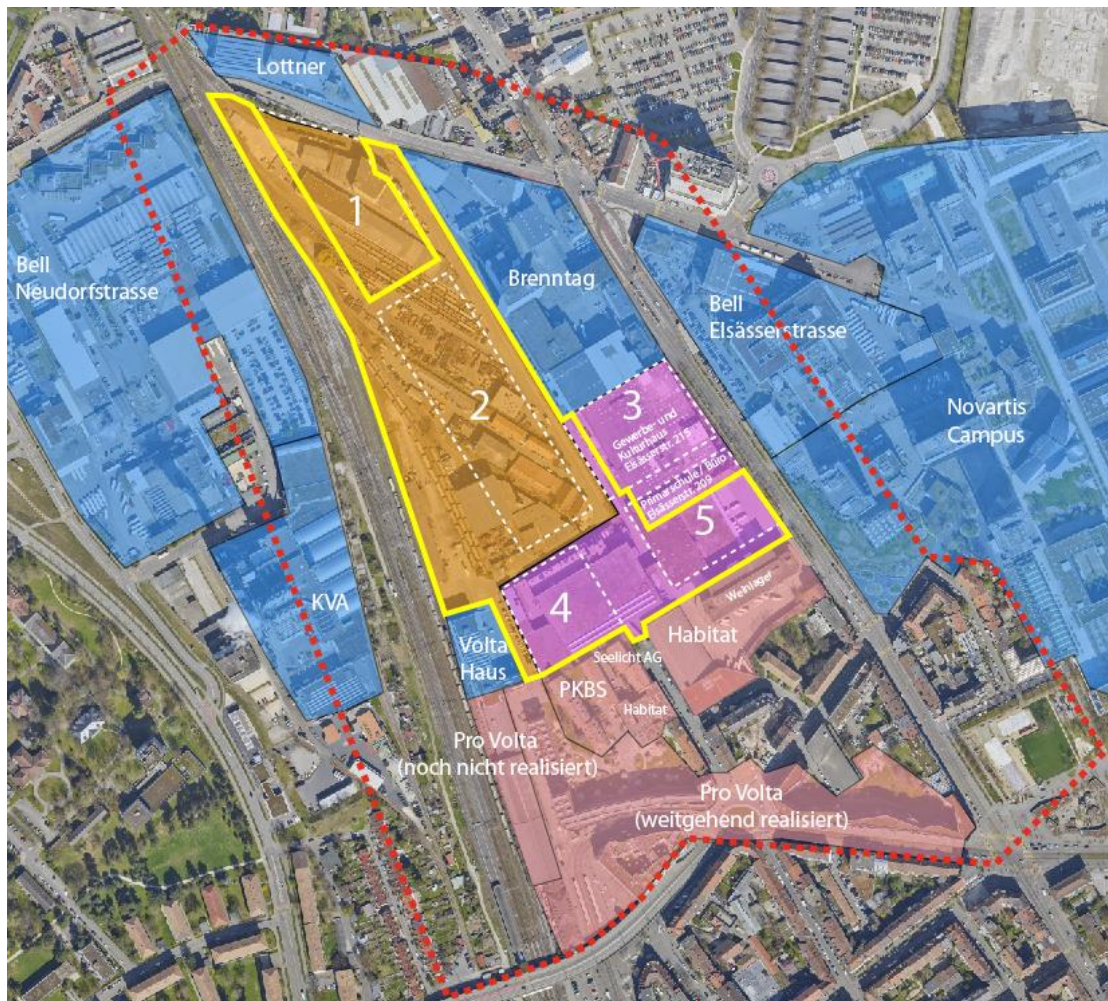 Lottner
1
Bell
Neudorfstrasse
Brenntag
Bell
Elsässerstrasse
2
3
Gewerbe- und
Kulturhaus
Elsässerstr. 215
Novartis
Campus
Primarschule/ Büro
Elsässerstr. 209
5
KVA
4
Weinlager
Volta
Haus
Habitat
Seelicht AG
PKBS
Habitat
Pro Volta
(noch nicht realisiert)
Pro Volta
(weitgehend realisiert)